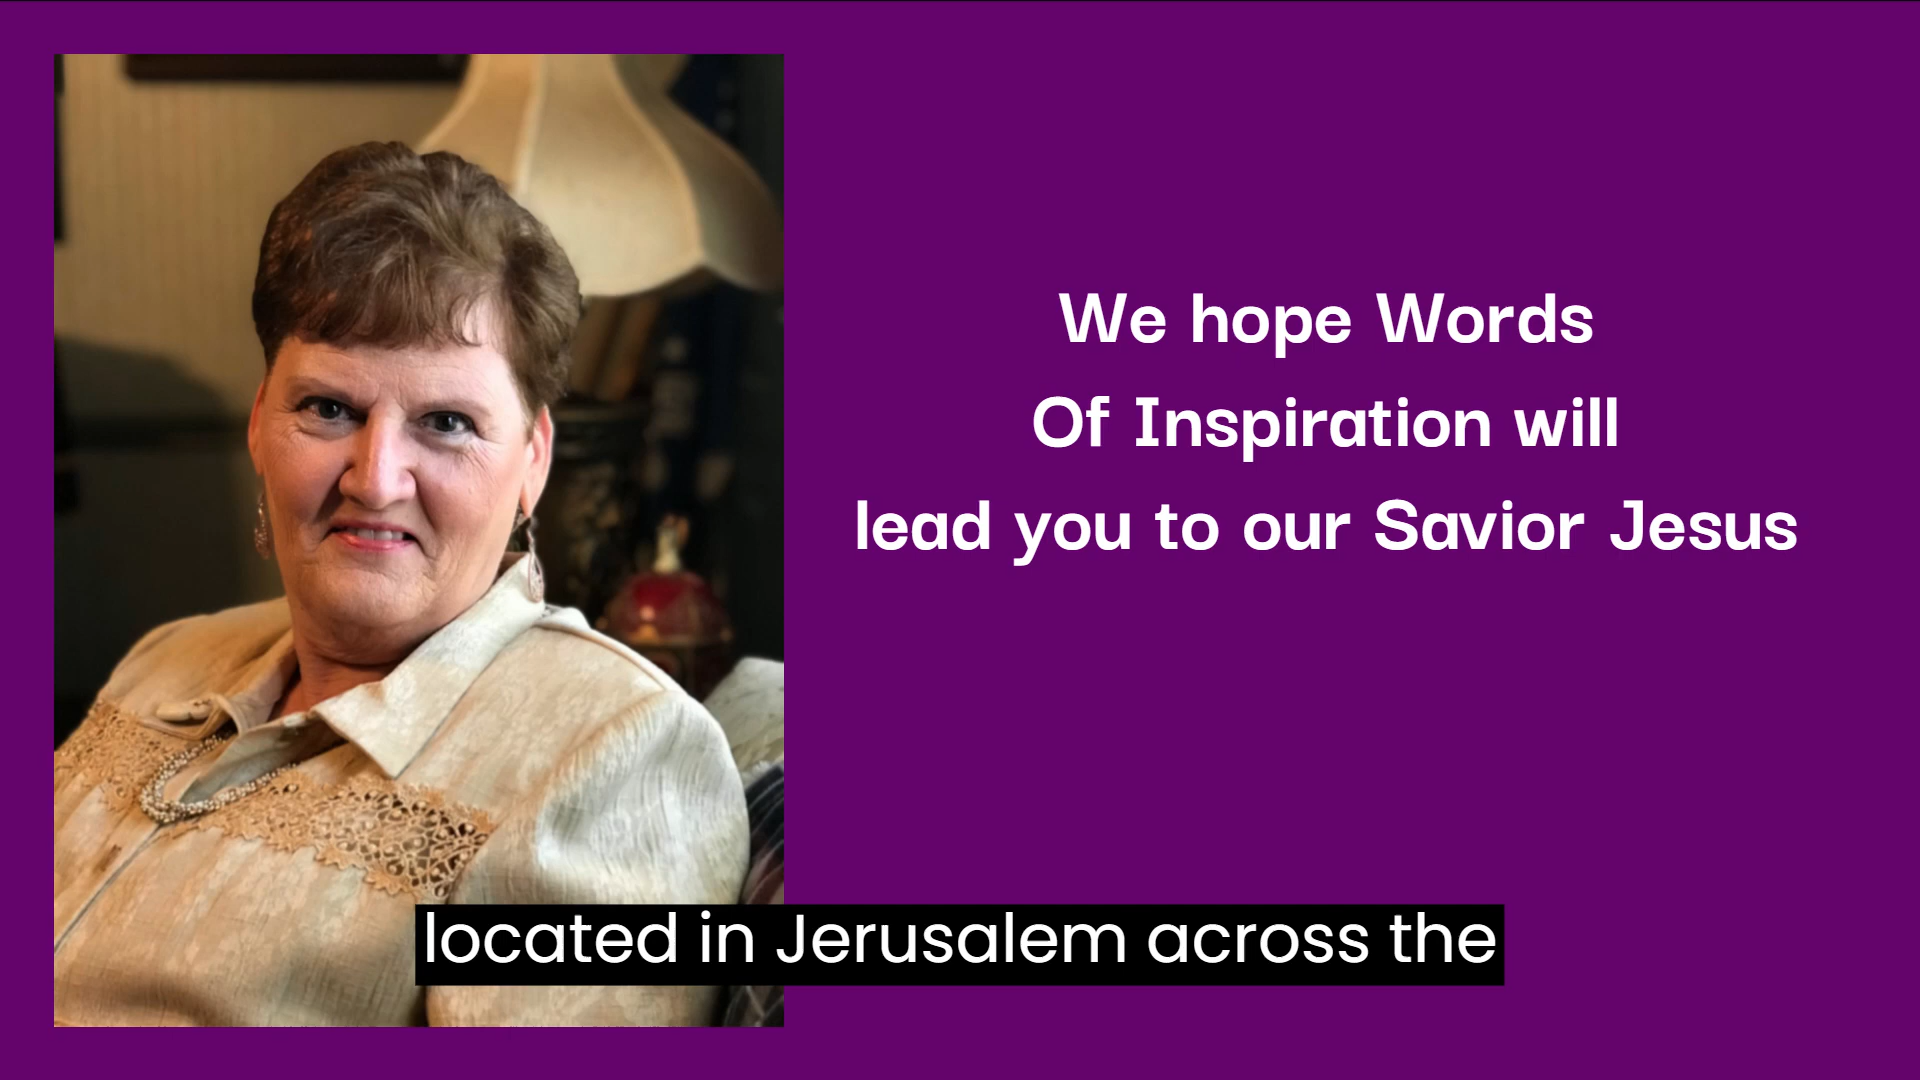 We hope Words
Of Inspiration will
lead you to our Savior Jesus
located in Jerusalem across the